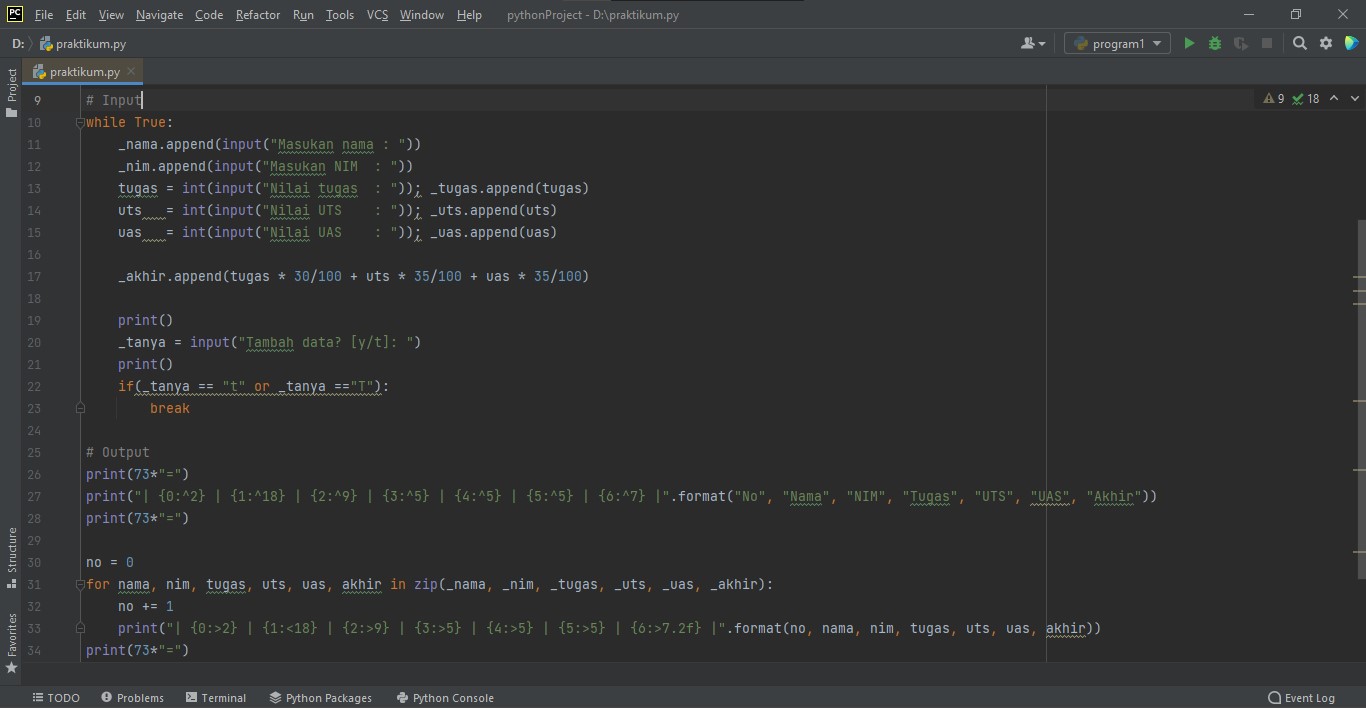 PC File Edit View Navigate Code Refactor Run Tools VCS Window Help pythonProject - D:\praktikum.py
D: praktikum.py program1
praktikum.py
Project
9 # Input 9 18
10 while True:
11 _nama.append(input("Masukan nama : "))
12 _nim.append(input("Masukan NIM  : "))
13 tugas = int(input("Nilai tugas  : ")); _tugas.append(tugas)
14 uts   = int(input("Nilai UTS    : ")); _uts.append(uts)
15 uas   = int(input("Nilai UAS    : ")); _uas.append(uas)
16
17 _akhir.append(tugas * 30/100 + uts * 35/100 + uas * 35/100)
18
19 print()
20 _tanya = input("Tambah data? [y/t]: ")
21 print()
22 if(_tanya == "t" or _tanya =="T"):
23 break
24
25 # Output
26 print(73*"=")
27 print("| {0:^2} | {1:^18} | {2:^9} | {3:^5} | {4:^5} | {5:^5} | {6:^7} |".format("No", "Nama", "NIM", "Tugas", "UTS", "UAS", "Akhir"))
28 print(73*"=")
29
30 no = 0
31 for nama, nim, tugas, uts, uas, akhir in zip(_nama, _nim, _tugas, _uts, _uas, _akhir):
32 no += 1
33 print("| {0:>2} | {1:<18} | {2:>9} | {3:>5} | {4:>5} | {5:>5} | {6:>7.2f} |".format(no, nama, nim, tugas, uts, uas, akhir))
34 print(73*"=")
Structure
Favorites
TODO Problems Terminal Python Packages Python Console Event Log